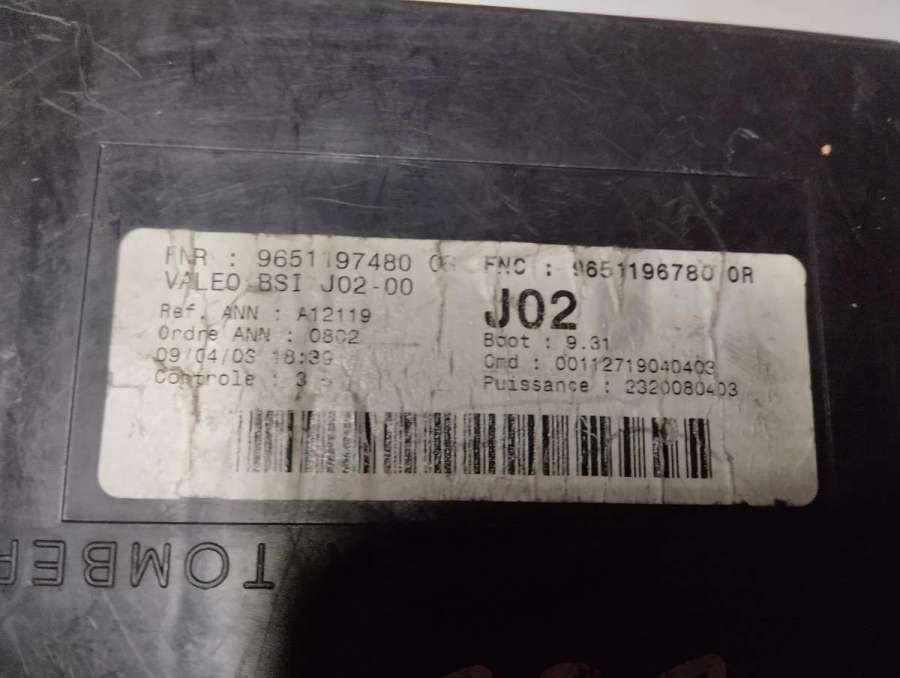 FNR : 9651197480 0R FNC : 9651196780 0R
VALEO BSI J02-00
J02
Ref. ANN : A12119
Ordre ANN : 0802
Boot : 9.31
09/04/03 18:39
Cmd : 00112719040403
Controle : 3
Puissance : 2320080403
TOMBER